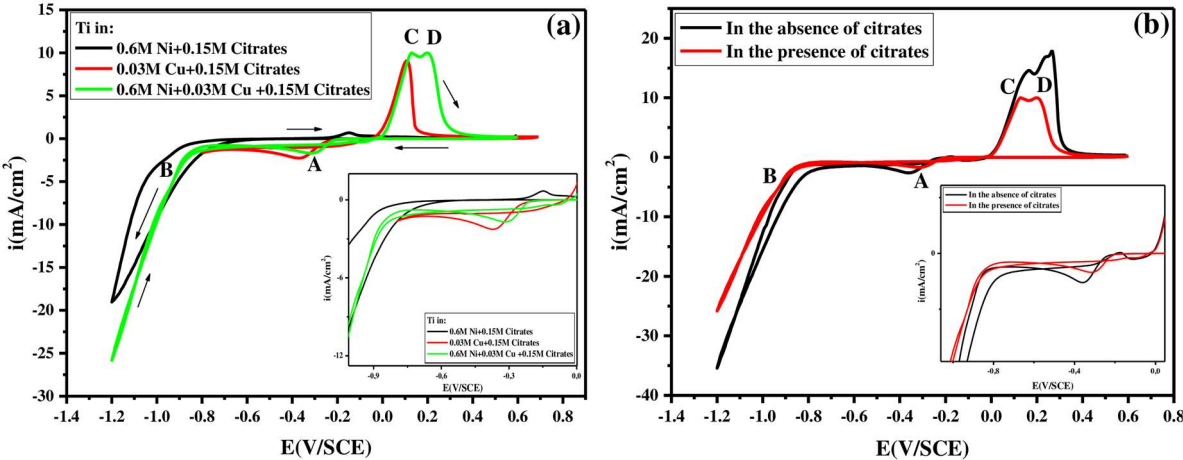 (a)
Ti in:
0.6M Ni+0.15M Citrates
0.03M Cu+0.15M Citrates
0.6M Ni+0.03M Cu +0.15M Citrates
C D
B
A
15
10
5
0
-5
-10
-15
-20
-25
-30
i(mA/cm²)
-1.4 -1.2 -1.0 -0.8 -0.6 -0.4 -0.2 0.0 0.2 0.4 0.6 0.8
E(V/SCE)
0
-6
-12
i(mA/cm²)
Ti in:
0.6M Ni+0.15M Citrates
0.03M Cu+0.15M Citrates
0.6M Ni+0.03M Cu +0.15M Citrates
-0,9 -0,6 -0,3 0,0
E(V/SCE)
(b)
In the absence of citrates
In the presence of citrates
C D
B
A
20
10
0
-10
-20
-30
-40
i(mA/cm²)
-1.4 -1.2 -1.0 -0.8 -0.6 -0.4 -0.2 0.0 0.2 0.4 0.6 0.8
E(V/SCE)
In the absence of citrates
In the presence of citrates
0
i(mA/cm²)
-0,8 0,0
E(V/SCE)